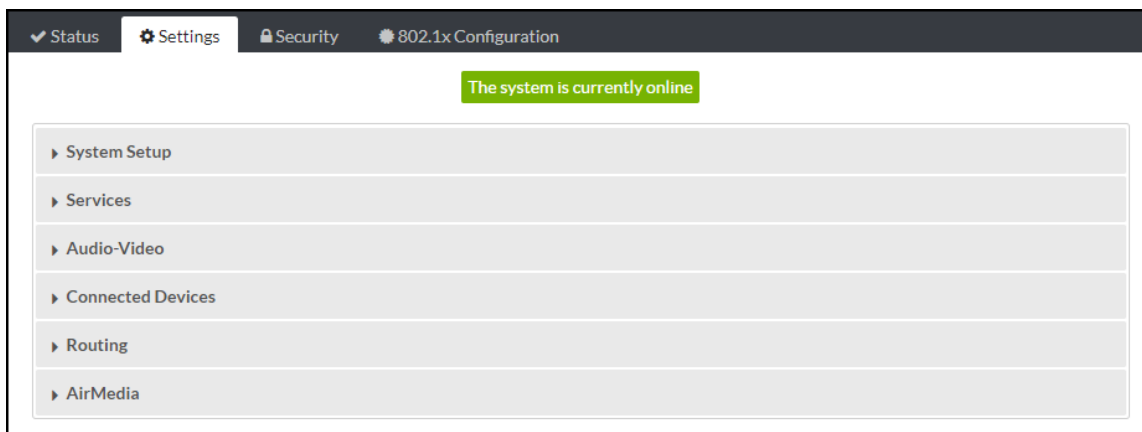 Status Settings Security 802.1x Configuration
The system is currently online
System Setup
Services
Audio-Video
Connected Devices
Routing
AirMedia